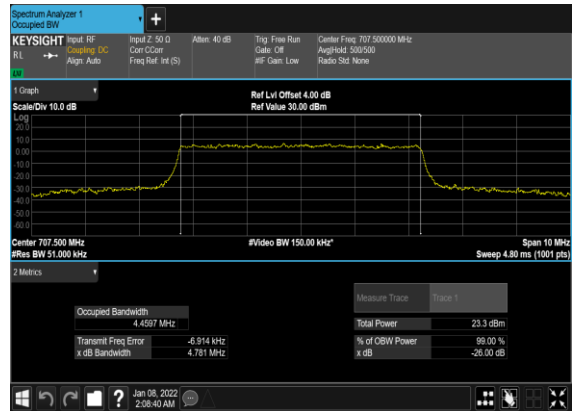 Spectrum Analyzer 1
Occupied BW
+
KEYSIGHT Input: RF Input Z: 50 Ω Atten: 40 dB Trig: Free Run Center Freq: 707.500000 MHz
RL Coupling: DC Corr CCorr Gate: Off Avg|Hold: 500/500
Align: Auto Freq Ref: Int (S) #IF Gain: Low Radio Std: None
1 Graph
Ref Lvl Offset 4.00 dB
Scale/Div 10.0 dB Ref Value 30.00 dBm
Log
20.0
10.0
0.00
-10.0
-20.0
-30.0
-40.0
-50.0
-60.0
Center 707.500 MHz #Video BW 150.00 kHz* Span 10 MHz
#Res BW 51.000 kHz Sweep 4.80 ms (1001 pts)
2 Metrics
Measure Trace Trace 1
Occupied Bandwidth
4.4597 MHz Total Power 23.3 dBm
Transmit Freq Error -6.914 kHz % of OBW Power 99.00 %
x dB Bandwidth 4.781 MHz x dB -26.00 dB
? Jan 08, 2022
2:08:40 AM